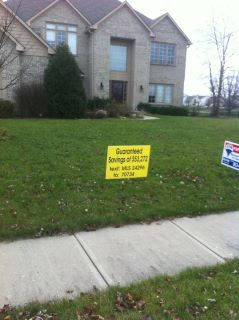 Guaranteed
Savings of $53,272
text: MLS 24296
to: 70734